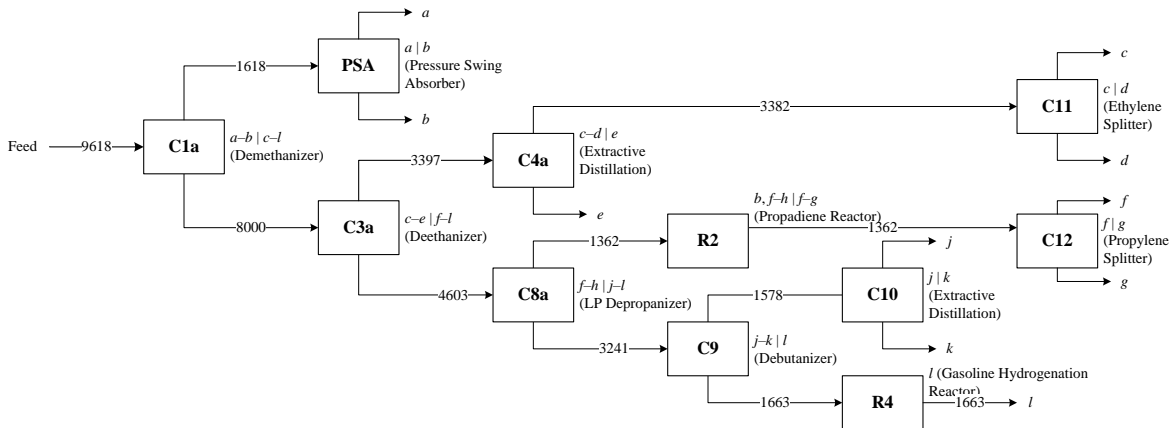 a
PSA
a | b
(Pressure Swing
Absorber)
b
1618
Feed
9618
C1a
a–b | c–l
(Demethanizer)
8000
C3a
c–e | f–l
(Deethanizer)
3397
C4a
c–d | e
(Extractive
Distillation)
e
3382
C11
c
c | d
(Ethylene
Splitter)
d
4603
C8a
f–h | j–l
(LP Depropanizer)
1362
R2
b, f–h | f–g
(Propadiene Reactor)
1362
C12
f
f | g
(Propylene
Splitter)
g
3241
C9
j–k | l
(Debutanizer)
1578
C10
j
j | k
(Extractive
Distillation)
k
1663
R4
l (Gasoline Hydrogenation
Reactor)
1663
l